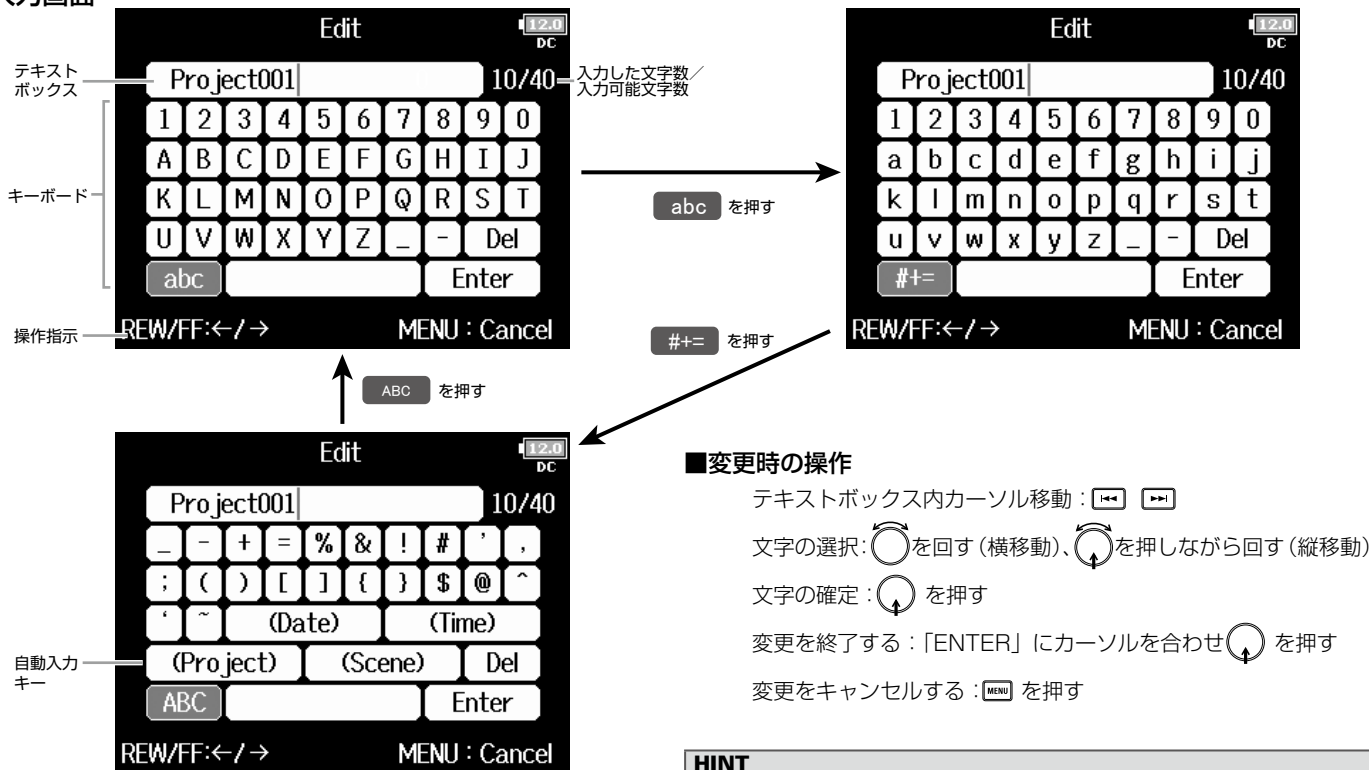 入力画面
Edit
12.0
DC
テキスト
ボックス
Project001
10/40
入力した文字数／
入力可能文字数
キーボード
1 2 3 4 5 6 7 8 9 0
A B C D E F G H I J
K L M N O P Q R S T
U V W X Y Z _ - Del
abc Enter
操作指示
REW/FF:←/→ MENU : Cancel
abc を押す
Edit
12.0
DC
Project001
10/40
1 2 3 4 5 6 7 8 9 0
a b c d e f g h i j
k l m n o p q r s t
u v w x y z _ - Del
#+= Enter
REW/FF:←/→ MENU : Cancel
#+= を押す
ABC を押す
Edit
12.0
DC
Project001
10/40
_ - + = % & ! # ' ,
; ( ) [ ] { } $ @ ^
‘ ~ (Date) (Time)
自動入力
キー
(Project) (Scene) Del
ABC Enter
REW/FF:←/→ MENU : Cancel
■変更時の操作
テキストボックス内カーソル移動：
文字の選択：を回す（横移動）、を押しながら回す（縦移動）
文字の確定： を押す
変更を終了する：「ENTER」にカーソルを合わせ を押す
変更をキャンセルする：MENU を押す
HINT